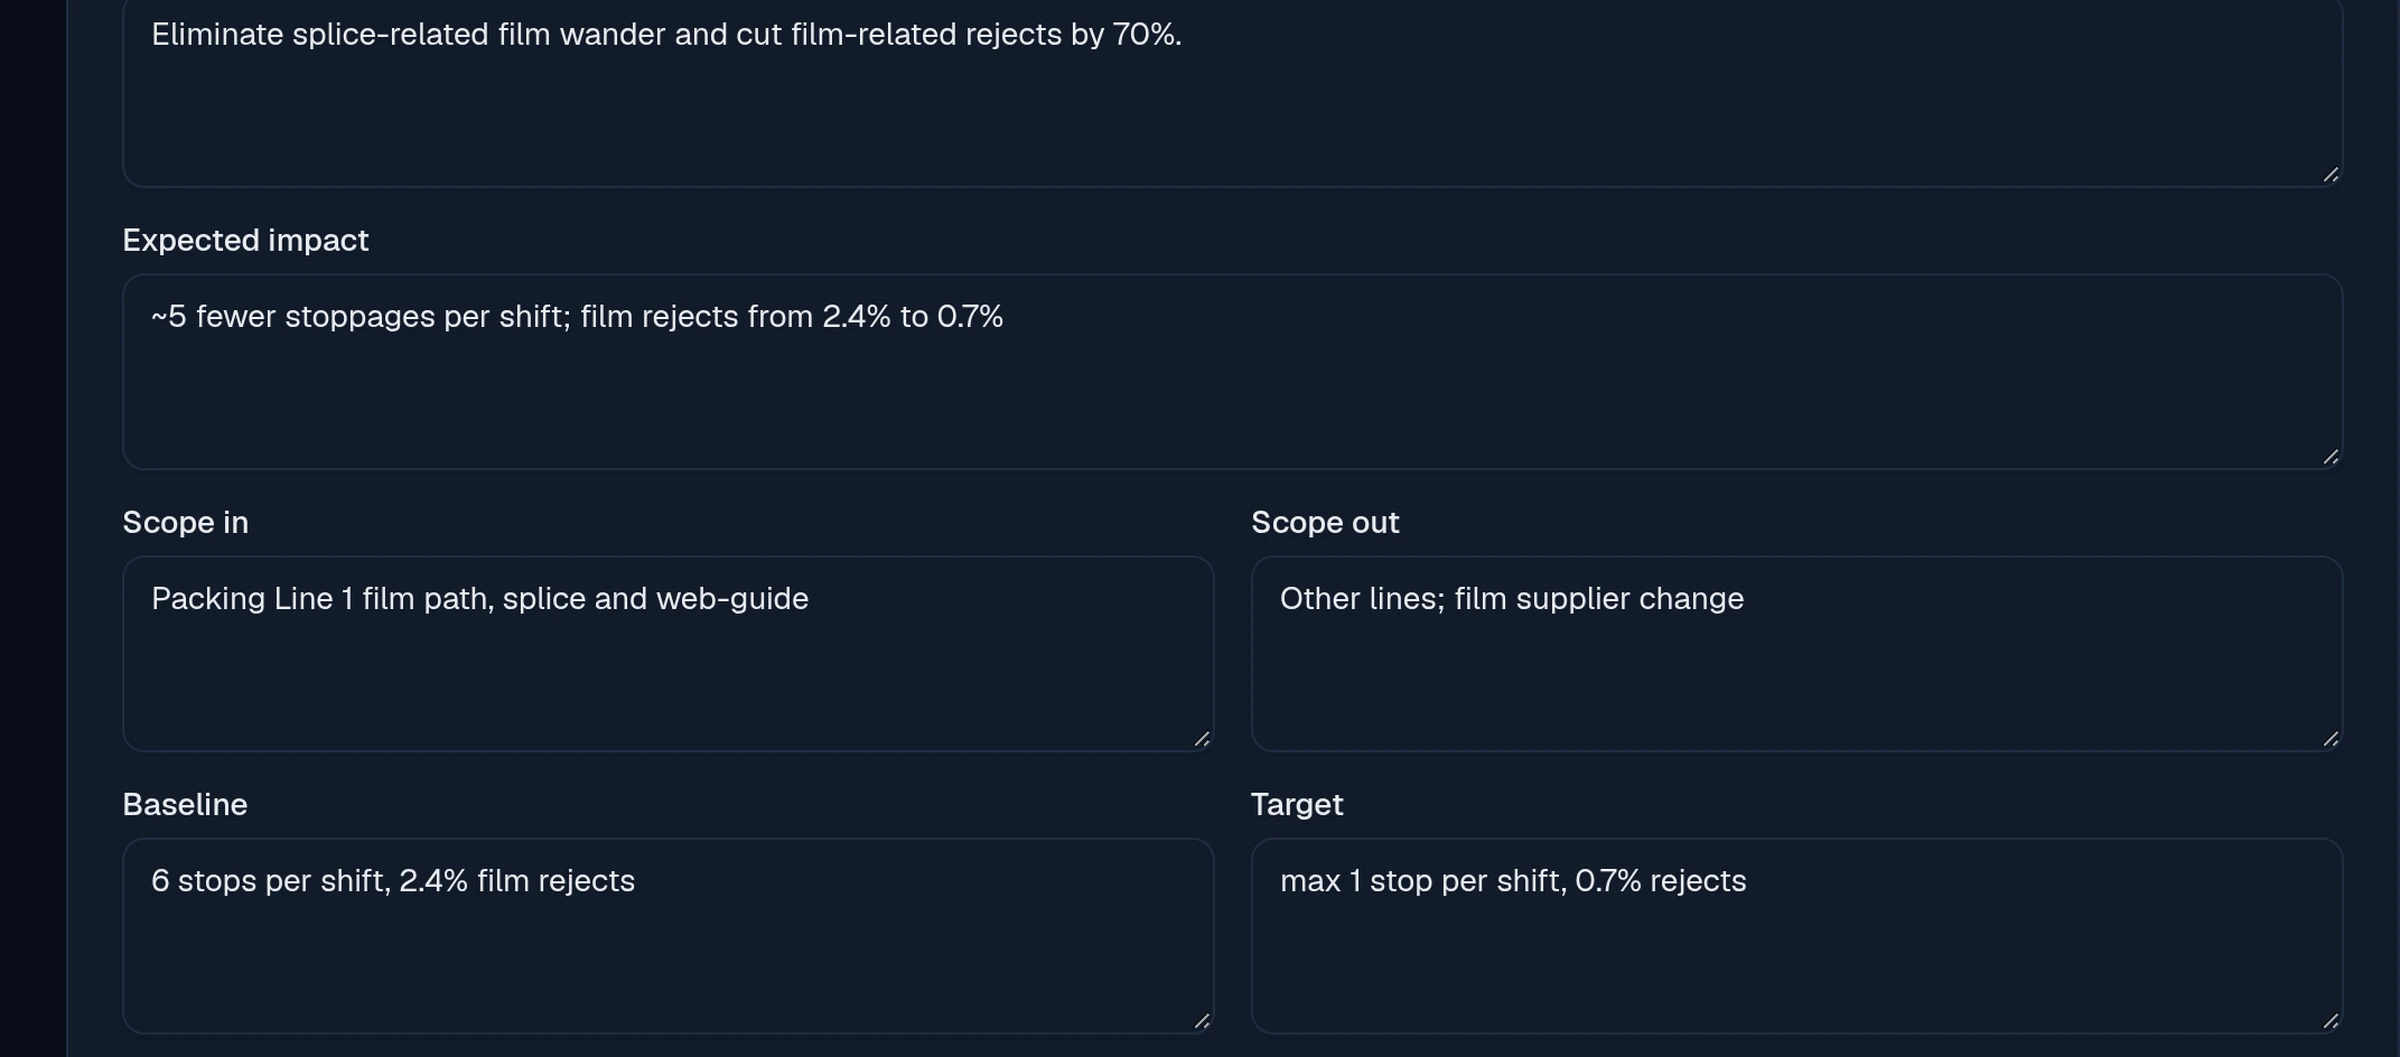 Eliminate splice-related film wander and cut film-related rejects by 70%.
Expected impact
~5 fewer stoppages per shift; film rejects from 2.4% to 0.7%
Scope in
Packing Line 1 film path, splice and web-guide
Scope out
Other lines; film supplier change
Baseline
6 stops per shift, 2.4% film rejects
Target
max 1 stop per shift, 0.7% rejects